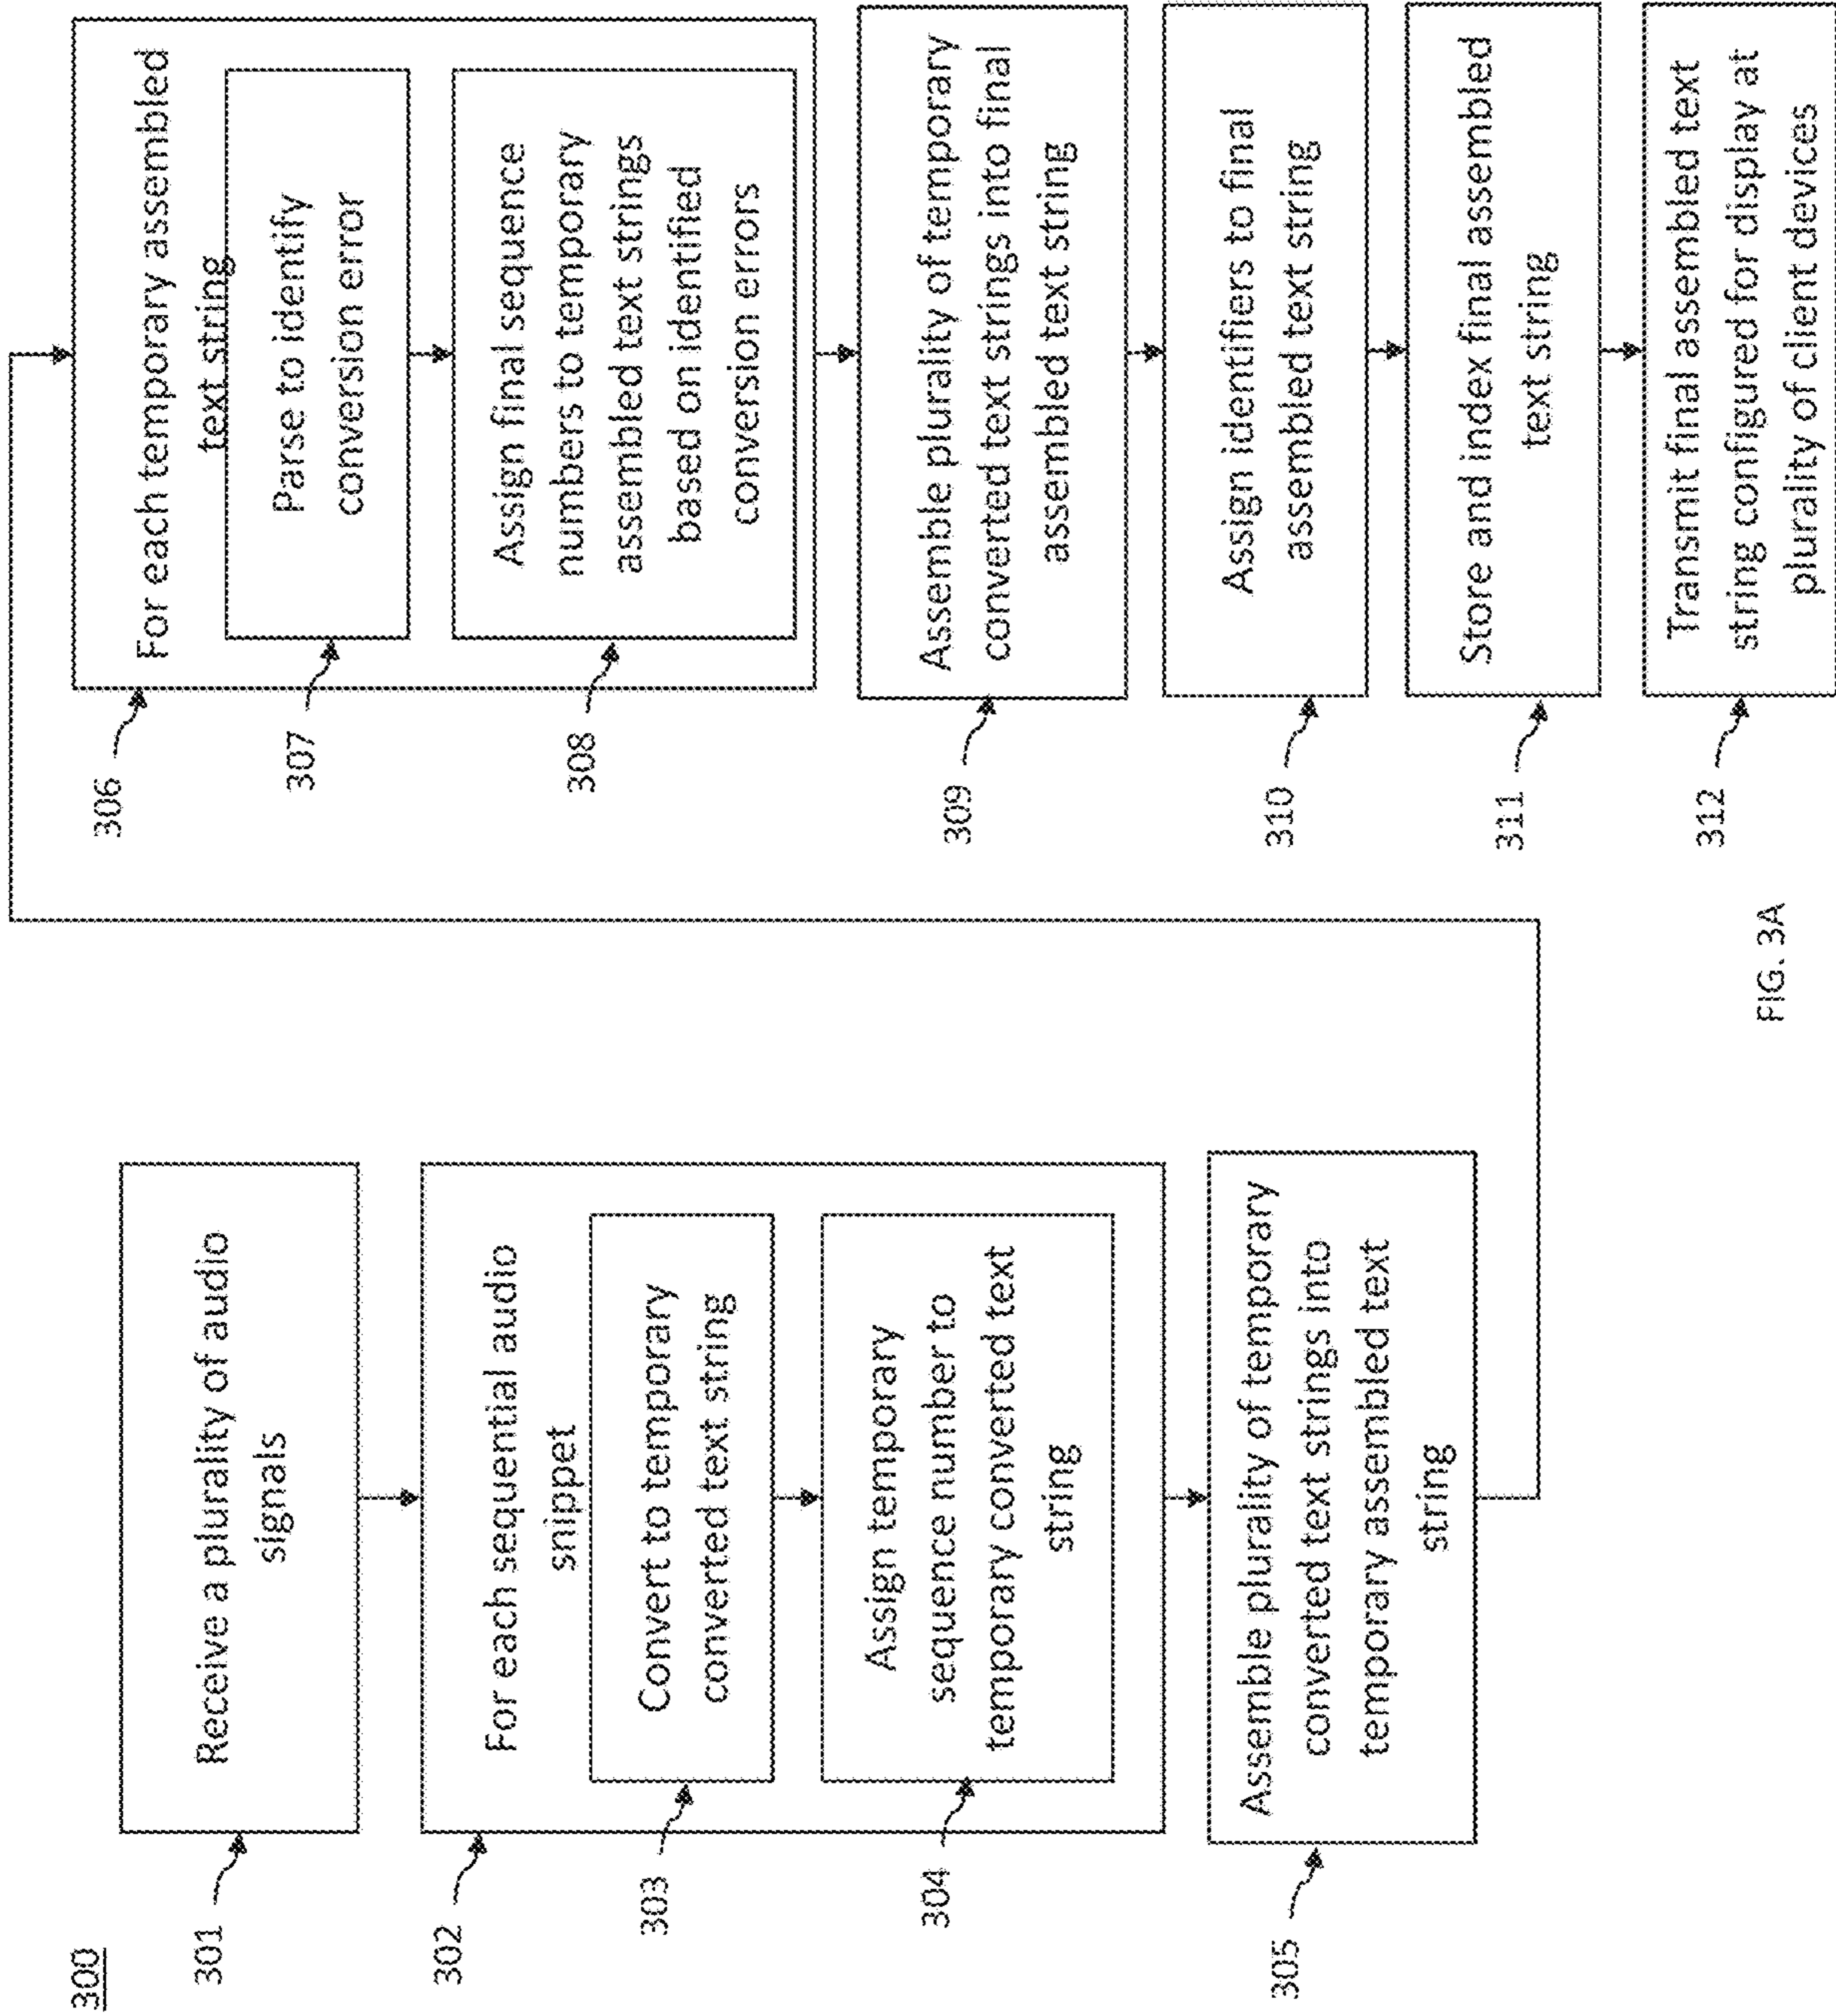 300
301
Receive a plurality of audio
signals
302
For each sequential audio
snippet
303
Convert to temporary
converted text string
304
Assign temporary
sequence number to
temporary converted text
string
305
Assemble plurality of temporary
converted text strings into
temporary assembled text
string
306
For each temporary assembled
text string
307
Parse to identify
conversion error
308
Assign final sequence
numbers to temporary
assembled text strings
based on identified
conversion errors
309
Assemble plurality of temporary
converted text strings into final
assembled text string
310
Assign identifiers to final
assembled text string
311
Store and index final assembled
text string
312
Transmit final assembled text
string configured for display at
plurality of client devices
FIG. 3A